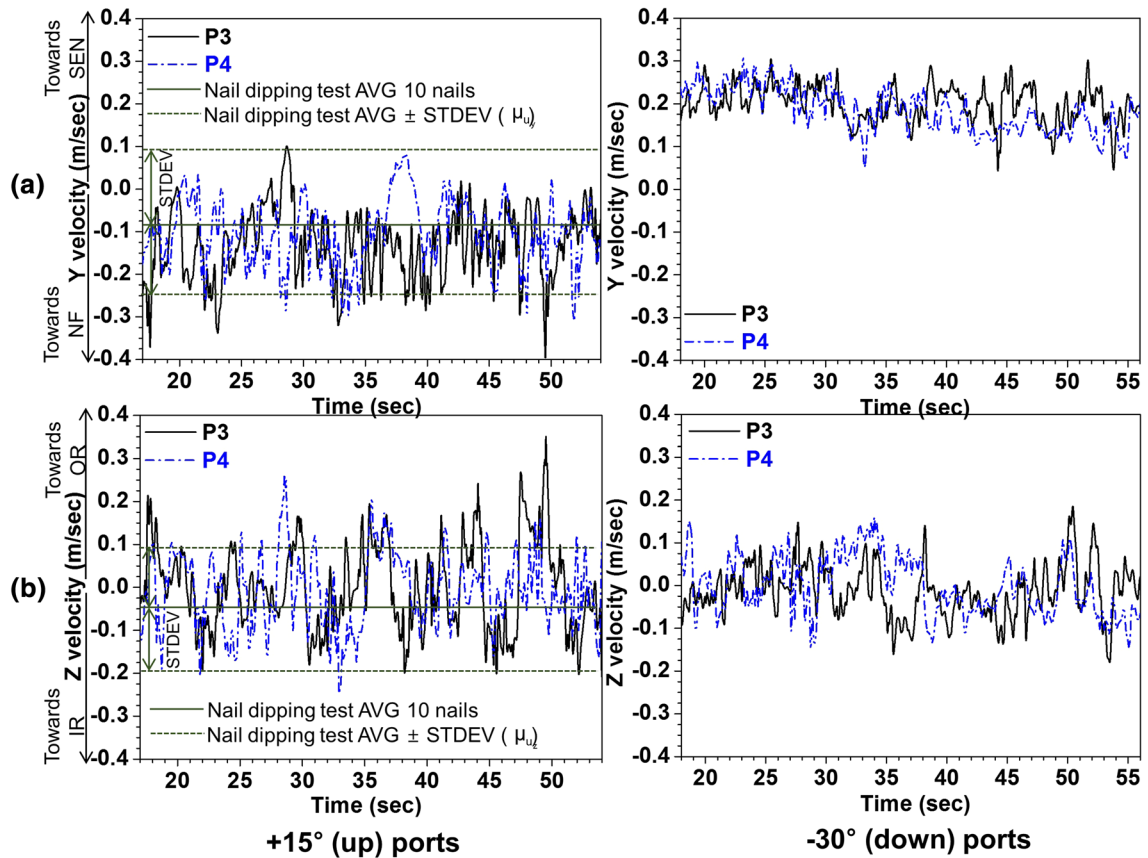 (a)
Towards
SEN
Y velocity (m/sec)
Towards
NF
0.4
0.3
0.2
0.1
0.0
-0.1
-0.2
-0.3
-0.4
P3
P4
Nail dipping test AVG 10 nails
Nail dipping test AVG ± STDEV ( μ
STDEV
20 25 30 35 40 45 50
Time (sec)
Y velocity (m/sec)
0.4
0.3
0.2
0.1
0.0
-0.1
-0.2
-0.3
-0.4
P3
P4
20 25 30 35 40 45 50 55
Time (sec)
(b)
Towards
OR
Z velocity (m/sec)
Towards
IR
0.4
0.3
0.2
0.1
0.0
-0.1
-0.2
-0.3
-0.4
P3
P4
STDEV
Nail dipping test AVG 10 nails
Nail dipping test AVG ± STDEV ( μ
20 25 30 35 40 45 50
Time (sec)
Z velocity (m/sec)
0.4
0.3
0.2
0.1
0.0
-0.1
-0.2
-0.3
-0.4
P3
P4
20 25 30 35 40 45 50 55
Time (sec)
+15° (up) ports
-30° (down) ports